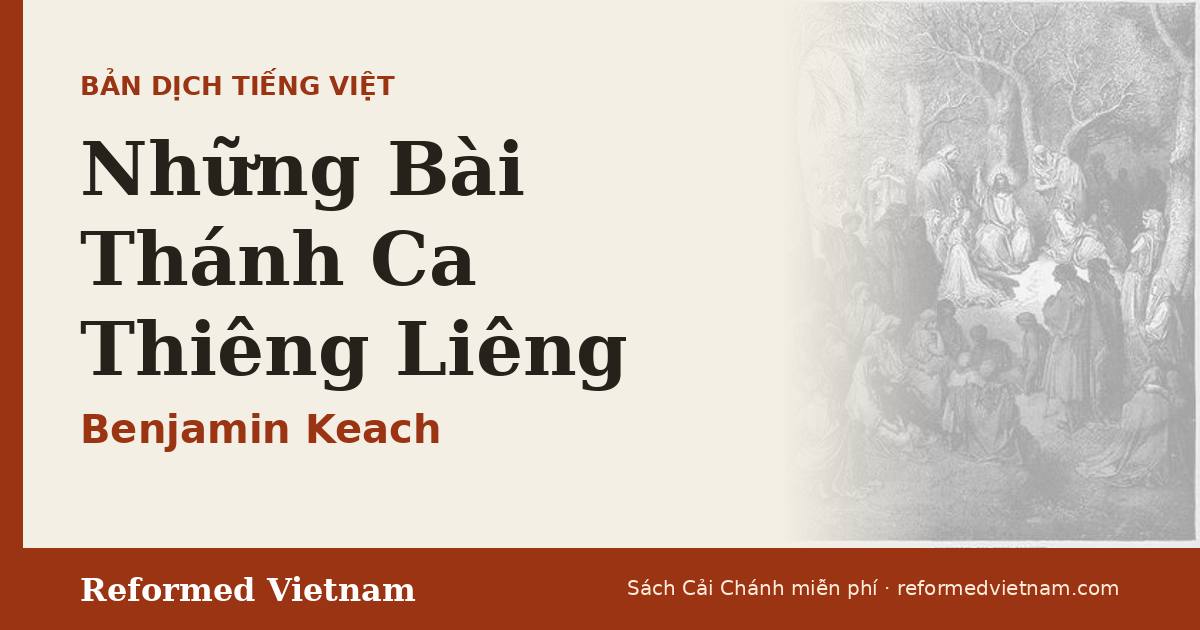 BẢN DỊCH TIẾNG VIỆT
Những Bài
Thánh Ca
Thiêng Liêng
Benjamin Keach
Reformed Vietnam
Sách Cải Chánh miễn phí · reformedvietnam.com